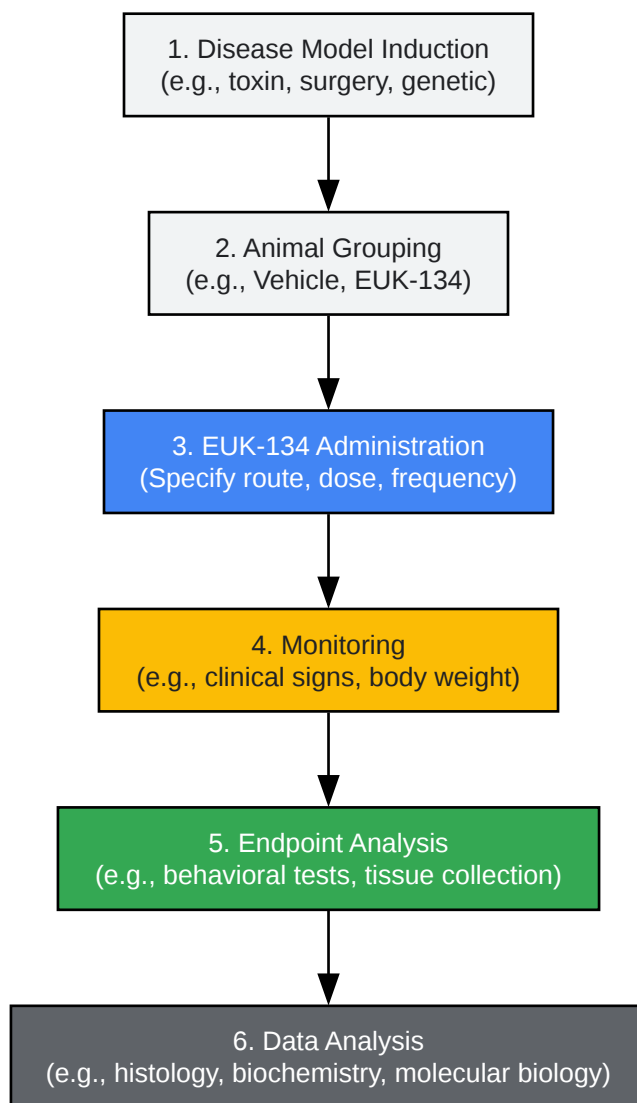 1. Disease Model Induction
(e.g., toxin, surgery, genetic)
2. Animal Grouping
(e.g., Vehicle, EUK-134)
3. EUK-134 Administration
(Specify route, dose, frequency)
4. Monitoring
(e.g., clinical signs, body weight)
5. Endpoint Analysis
(e.g., behavioral tests, tissue collection)
6. Data Analysis
(e.g., histology, biochemistry, molecular biology)